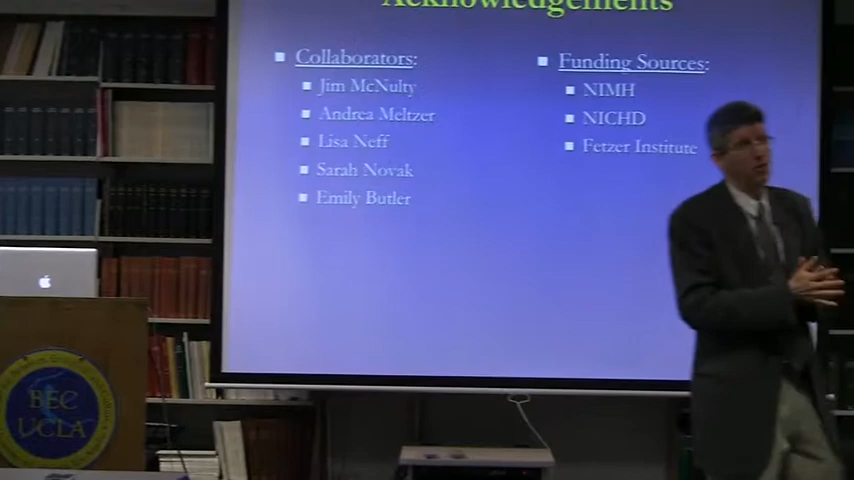 Acknowledgements
Collaborators:
Jim McNulty
Andrea Meltzer
Lisa Neff
Sarah Novak
Emily Butler
Funding Sources:
NIMH
NICHD
Fetzer Institute
BEC
UCLA